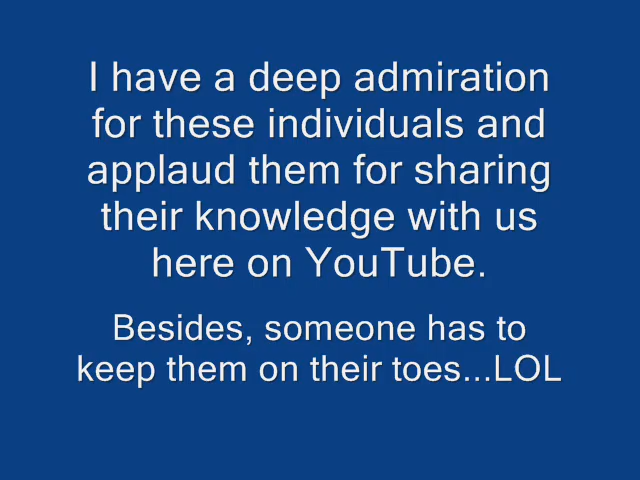 I have a deep admiration
for these individuals and
applaud them for sharing
their knowledge with us
here on YouTube.
Besides, someone has to
keep them on their toes...LOL